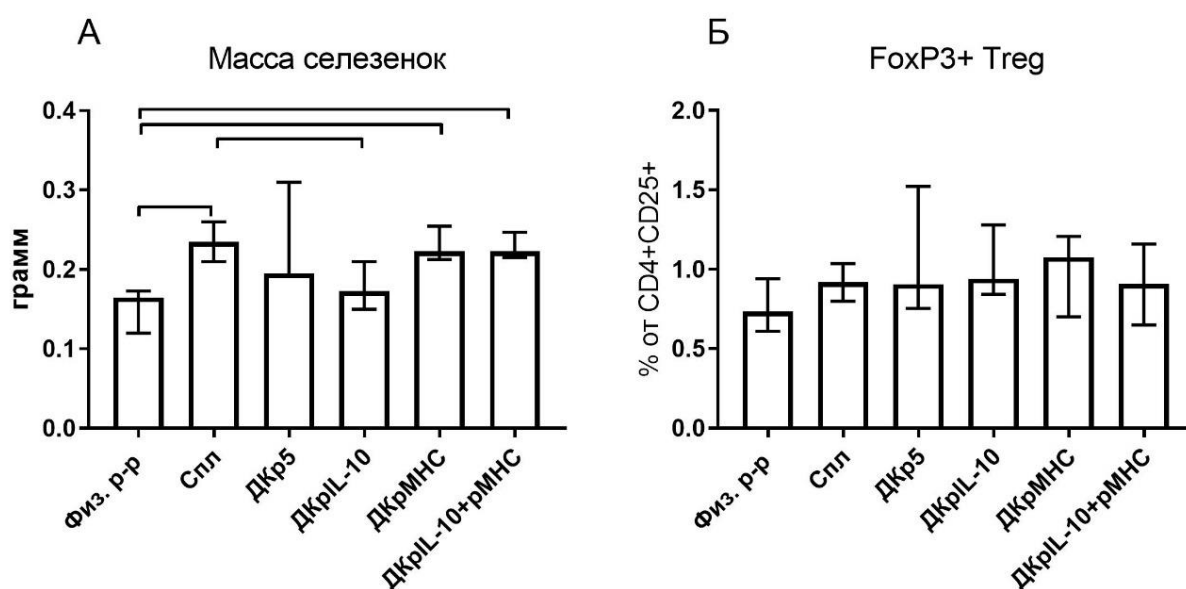 А
Масса селезенок
грамм
0.4
0.3
0.2
0.1
0.0
Физ. р-р
Спл
ДКр5
ДКрIL-10
ДКрМНС
ДКрIL-10+рМНС
Б
FoxP3+ Treg
% от CD4+CD25+
2.0
1.5
1.0
0.5
0.0
Физ. р-р
Спл
ДКр5
ДКрIL-10
ДКрМНС
ДКрIL-10+рМНС